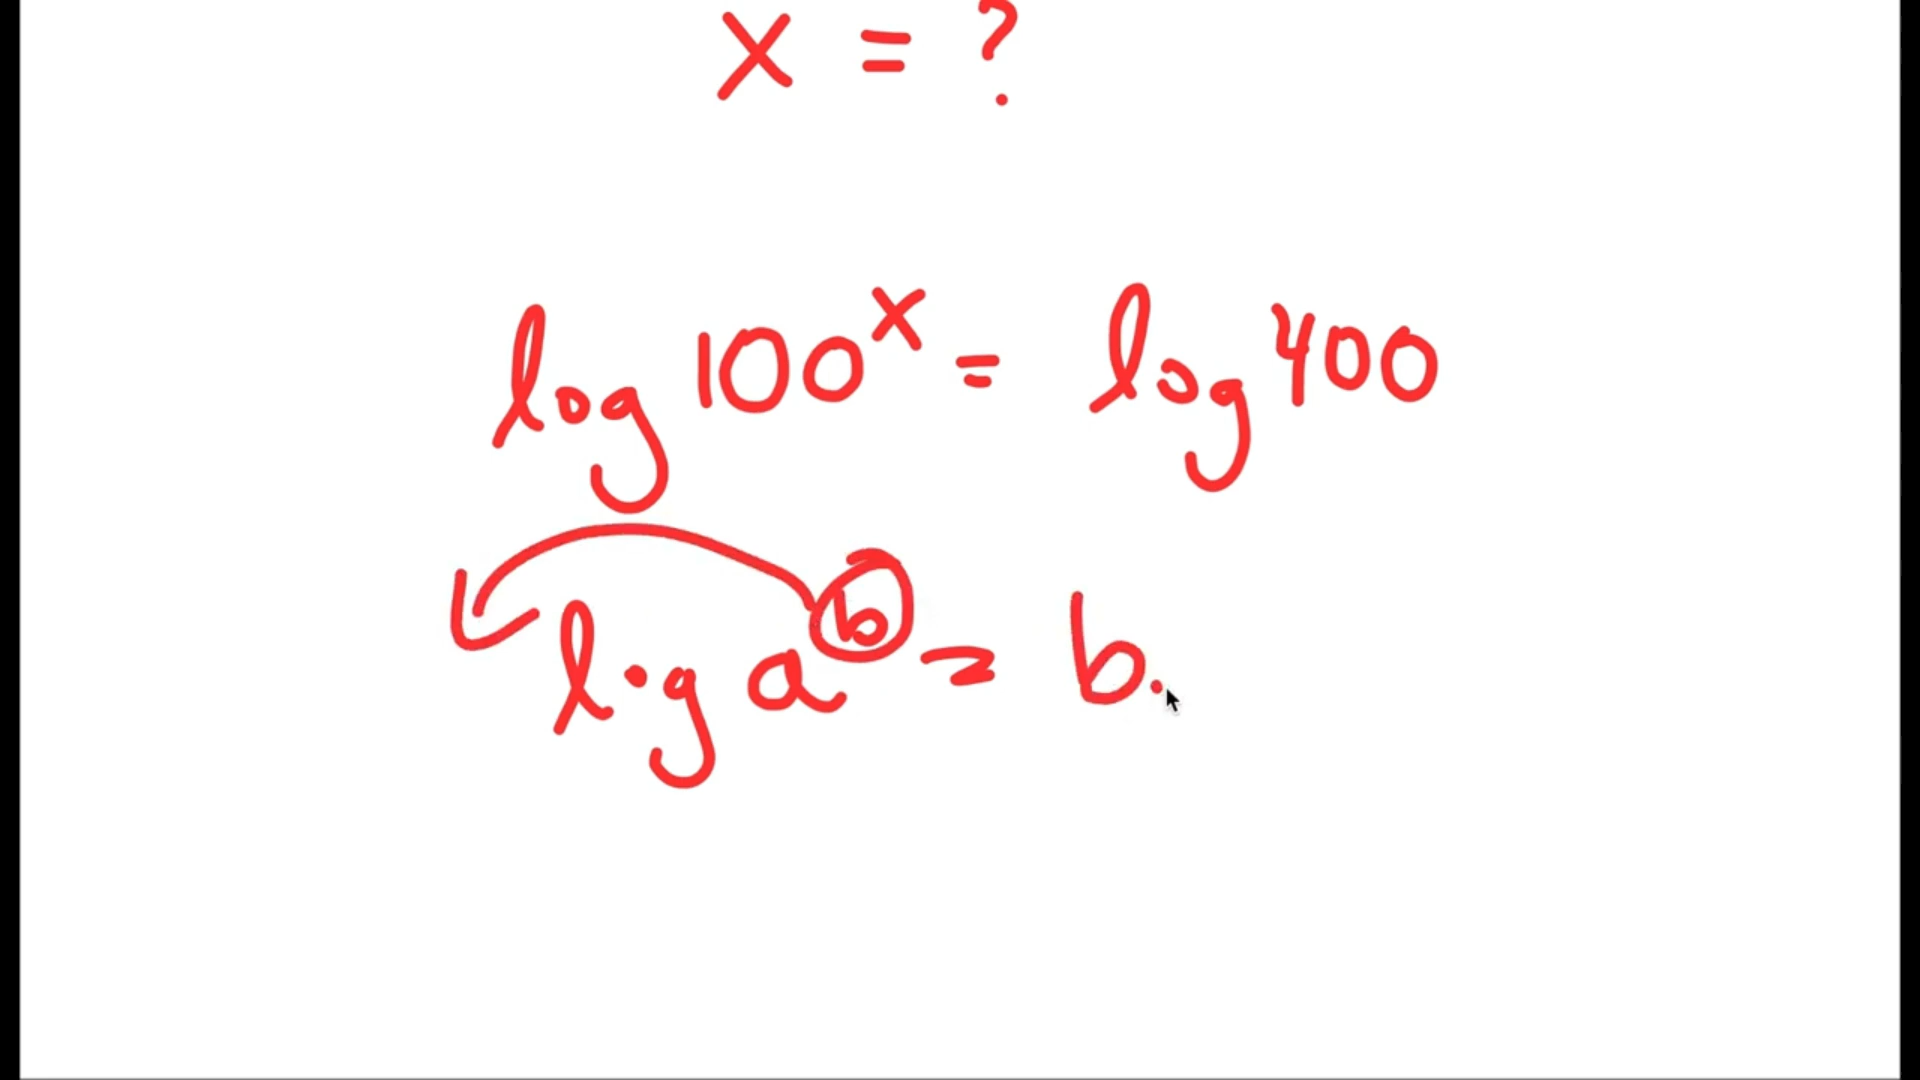 x = ?
log 100^x = log 400
log a^b = b.